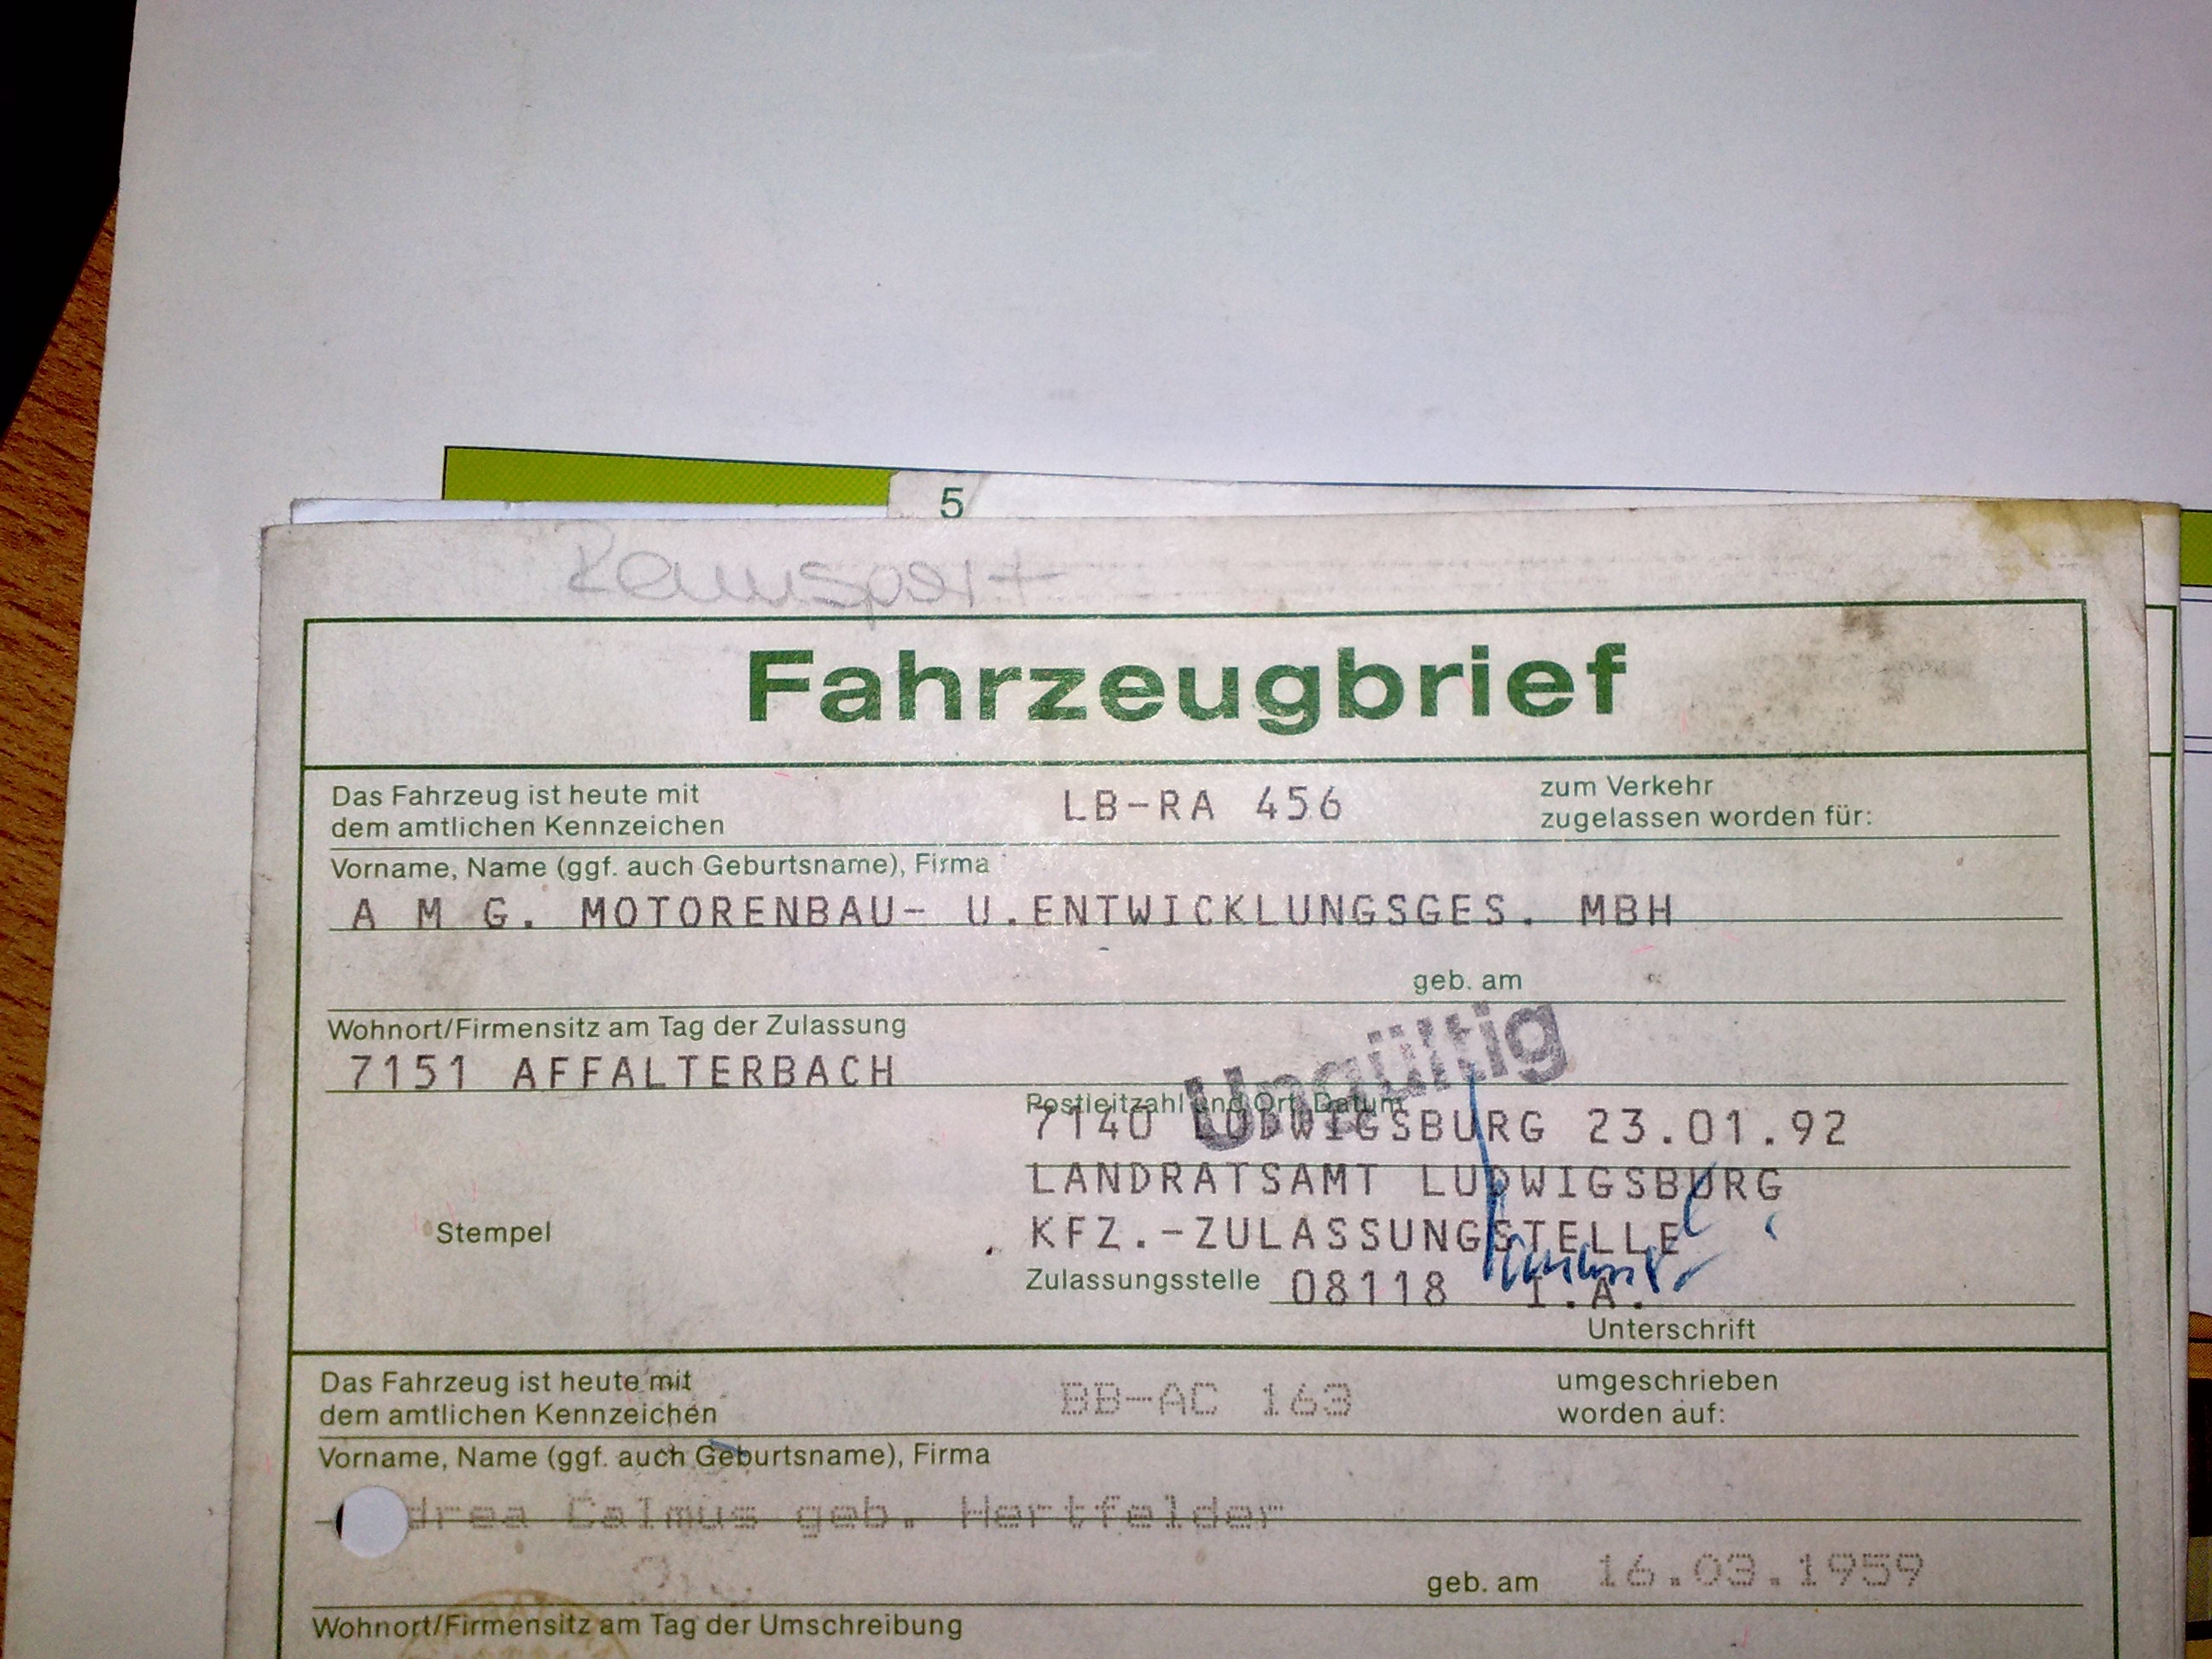 5
Rennsport
Fahrzeugbrief
Das Fahrzeug ist heute mit
dem amtlichen Kennzeichen
LB-RA 456
zum Verkehr
zugelassen worden für:
Vorname, Name (ggf. auch Geburtsname), Firma
A M G. MOTORENBAU- U.ENTWICKLUNGSGES. MBH
geb. am
Wohnort/Firmensitz am Tag der Zulassung
7151 AFFALTERBACH
Ungültig
Postleitzahl und Ort, Datum
7140 LUDWIGSBURG 23.01.92
LANDRATSAMT LUDWIGSBURG
Stempel
KFZ.-ZULASSUNGSTELLE
Zulassungsstelle 08118 I.A.
Unterschrift
Das Fahrzeug ist heute mit
dem amtlichen Kennzeichen
BB-AC 163
umgeschrieben
worden auf:
Vorname, Name (ggf. auch Geburtsname), Firma
drea Calmus geb. Hertfelder
geb. am 16.03.1959
Wohnort/Firmensitz am Tag der Umschreibung